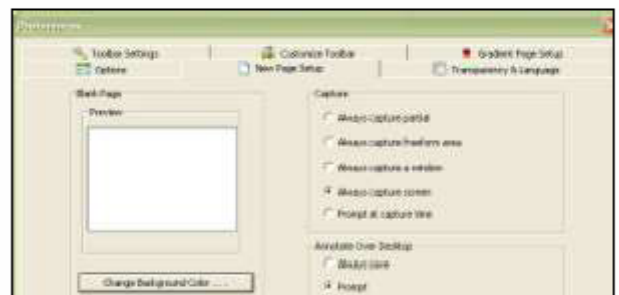 Preferences
Toolbar Settings
Customize Toolbar
Gradient Page Setup
Options
New Page Setup
Transparency & Language
Blank Page
Preview
Change Background Color ....
Capture
Always capture partial
Always capture freeform area
Always capture a window
Always capture screen
Prompt at capture time
Annotate Over Desktop
Always save
Prompt